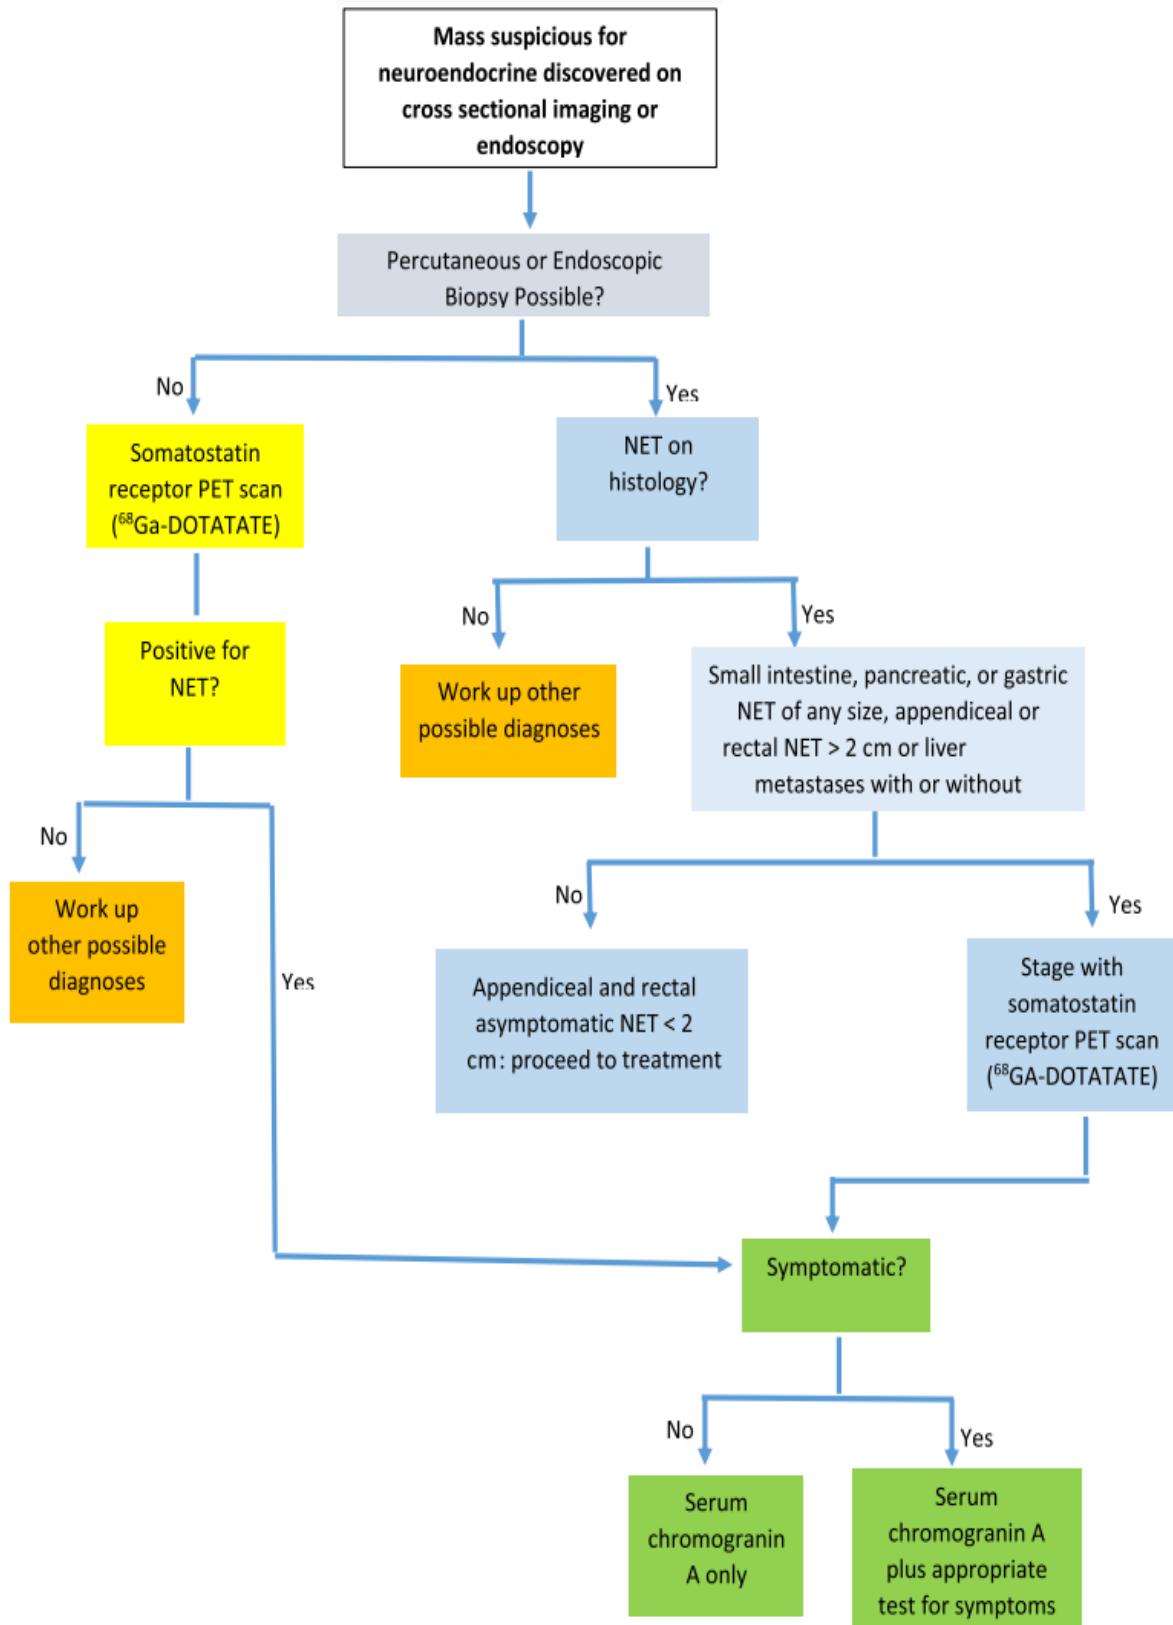 Mass suspicious for
neuroendocrine discovered on
cross sectional imaging or
endoscopy
Percutaneous or Endoscopic
Biopsy Possible?
No
Yes
Somatostatin
receptor PET scan
(⁶⁸Ga-DOTATATE)
NET on
histology?
No
Yes
Positive for
NET?
Work up other
possible diagnoses
Small intestine, pancreatic, or gastric
NET of any size, appendiceal or
rectal NET > 2 cm or liver
metastases with or without
No
Yes
No
Yes
Work up
other possible
diagnoses
Appendiceal and rectal
asymptomatic NET < 2
cm: proceed to treatment
Stage with
somatostatin
receptor PET scan
(⁶⁸GA-DOTATATE)
Symptomatic?
No
Yes
Serum
chromogranin
A only
Serum
chromogranin A
plus appropriate
test for symptoms